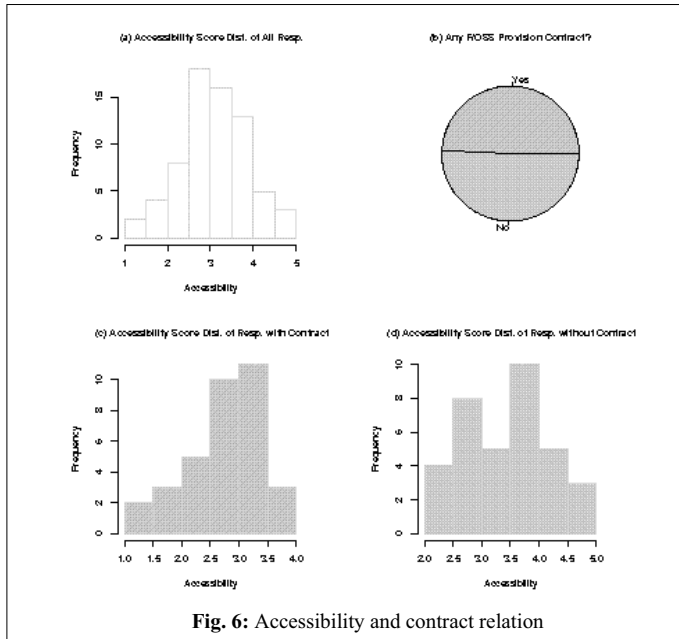 (a) Accessibility Score Dist. of All Resp.
Frequency
0 5 10 15
1 2 3 4 5
Accessibility
(b) Any F/OSS Provision Contract?
Yes
No
(c) Accessibility Score Dist. of Resp. with Contract
Frequency
0 2 4 6 8 10
1.0 1.5 2.0 2.5 3.0 3.5 4.0
Accessibility
(d) Accessibility Score Dist. of Resp. without Contract
Frequency
0 2 4 6 8 10
2.0 2.5 3.0 3.5 4.0 4.5 5.0
Accessibility
Fig. 6: Accessibility and contract relation